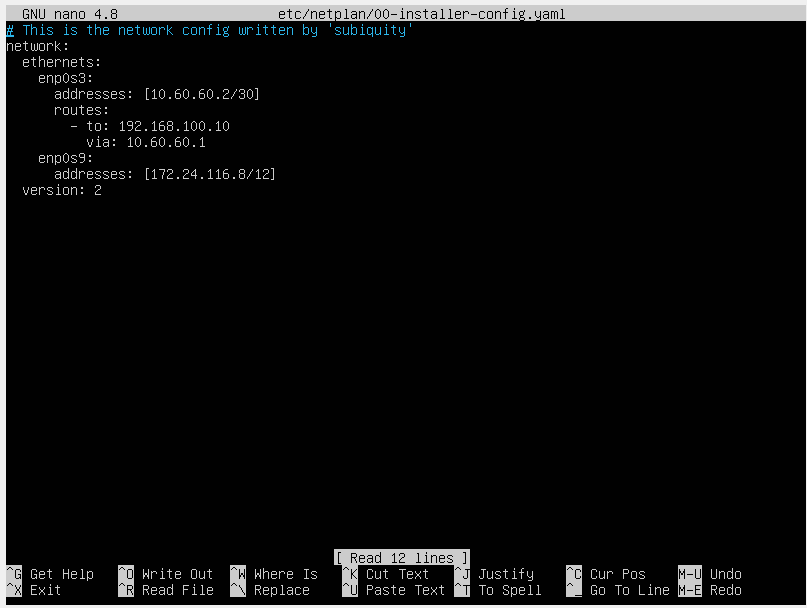 GNU nano 4.8 etc/netplan/00-installer-config.yaml
# This is the network config written by 'subiquity'
network:
  ethernets:
    enp0s3:
      addresses: [10.60.60.2/30]
      routes:
        - to: 192.168.100.10
          via: 10.60.60.1
    enp0s9:
      addresses: [172.24.116.8/12]
  version: 2
[ Read 12 lines ]
^G Get Help ^O Write Out ^W Where Is ^K Cut Text ^J Justify ^C Cur Pos M-U Undo
^X Exit ^R Read File ^\ Replace ^U Paste Text ^T To Spell ^_ Go To Line M-E Redo